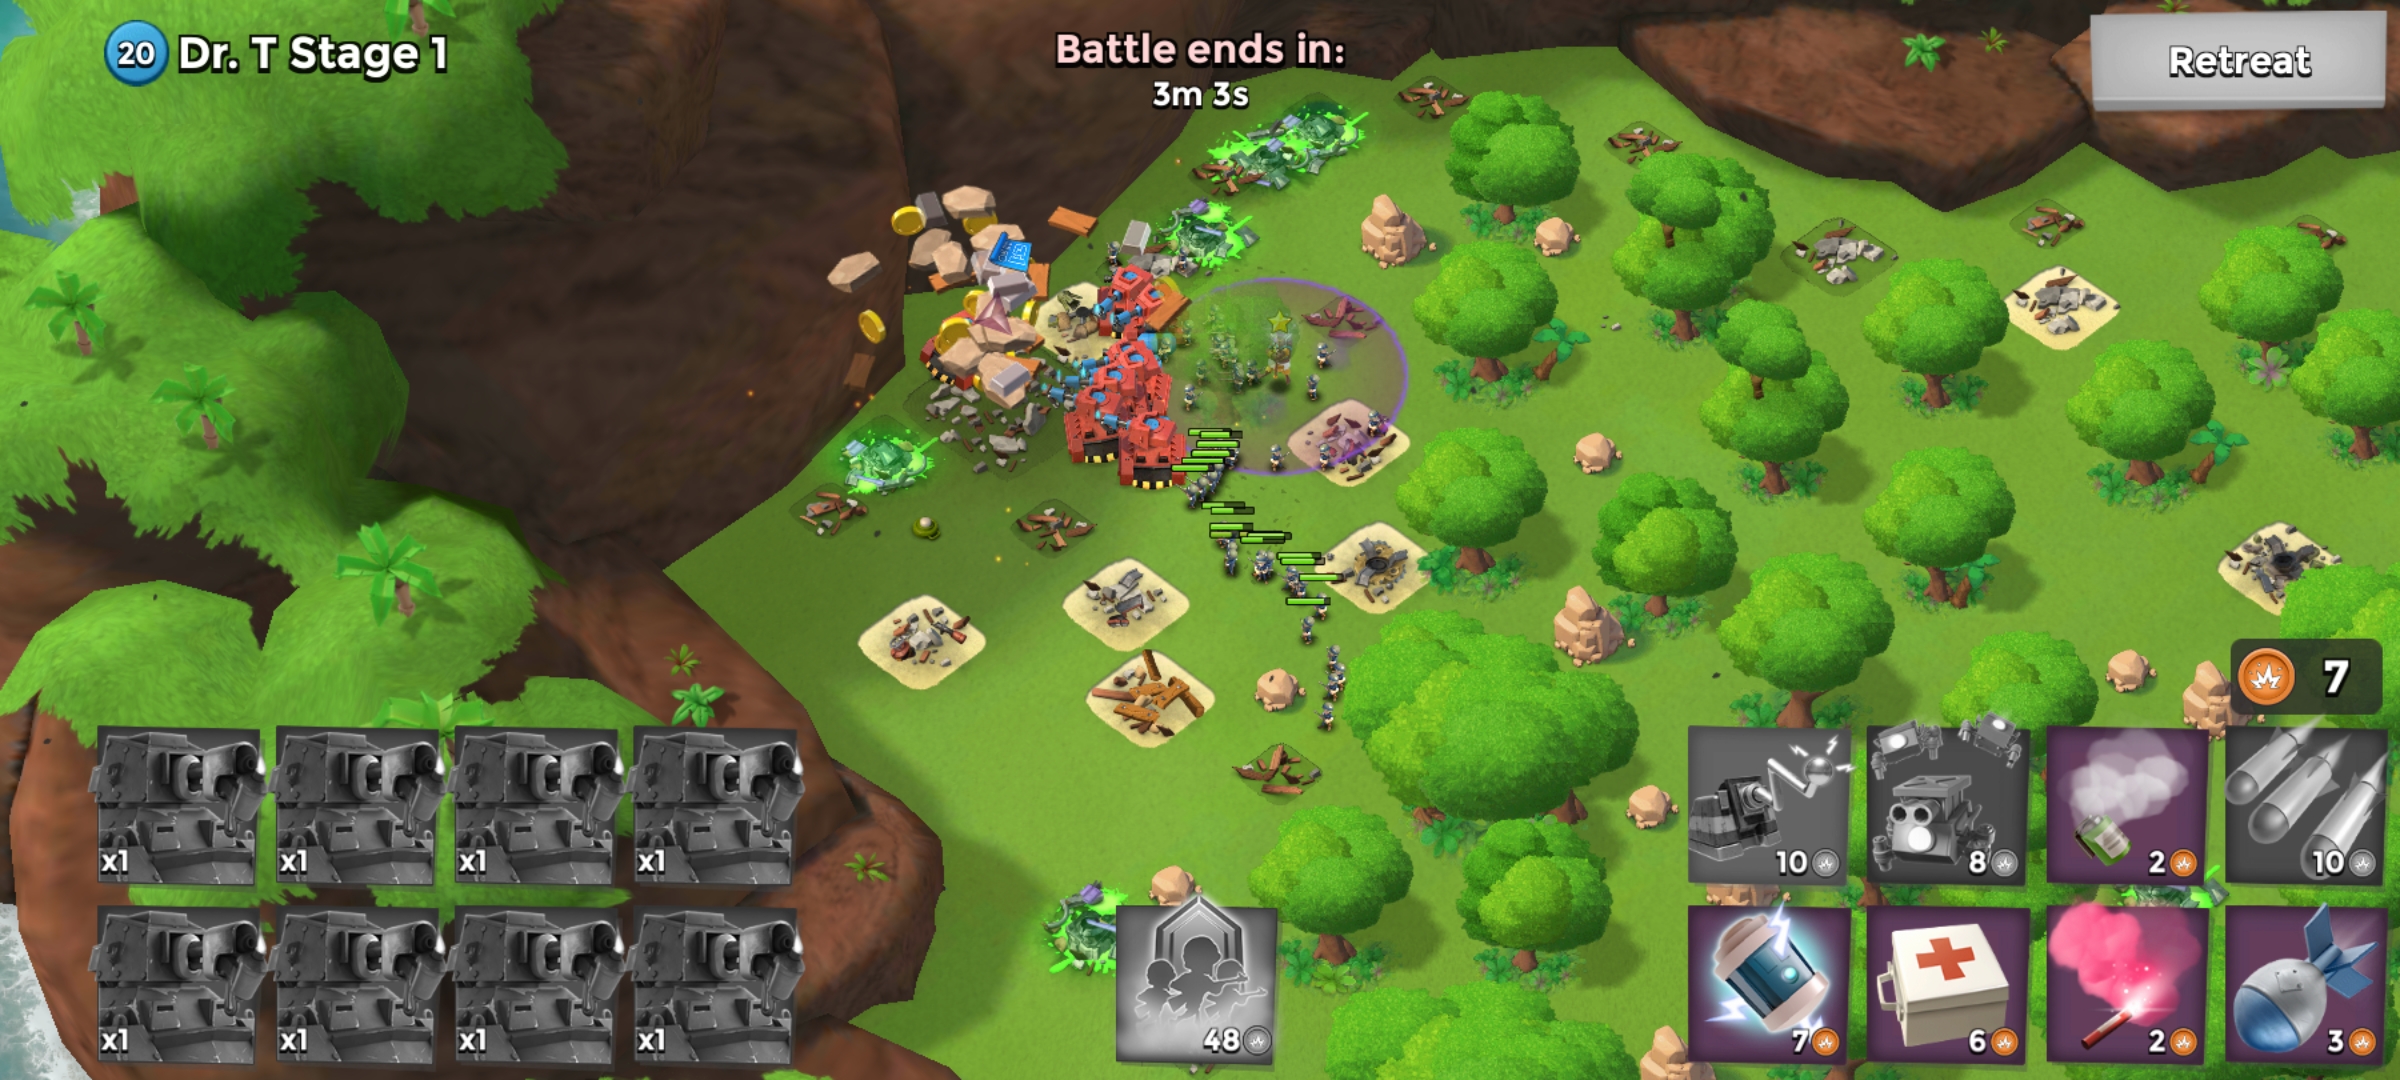 20 Dr. T Stage 1
Battle ends in:
3m 3s
Retreat
7
x1 x1 x1 x1
10 8 2 10
x1 x1 x1 x1
48
7 6 2 3